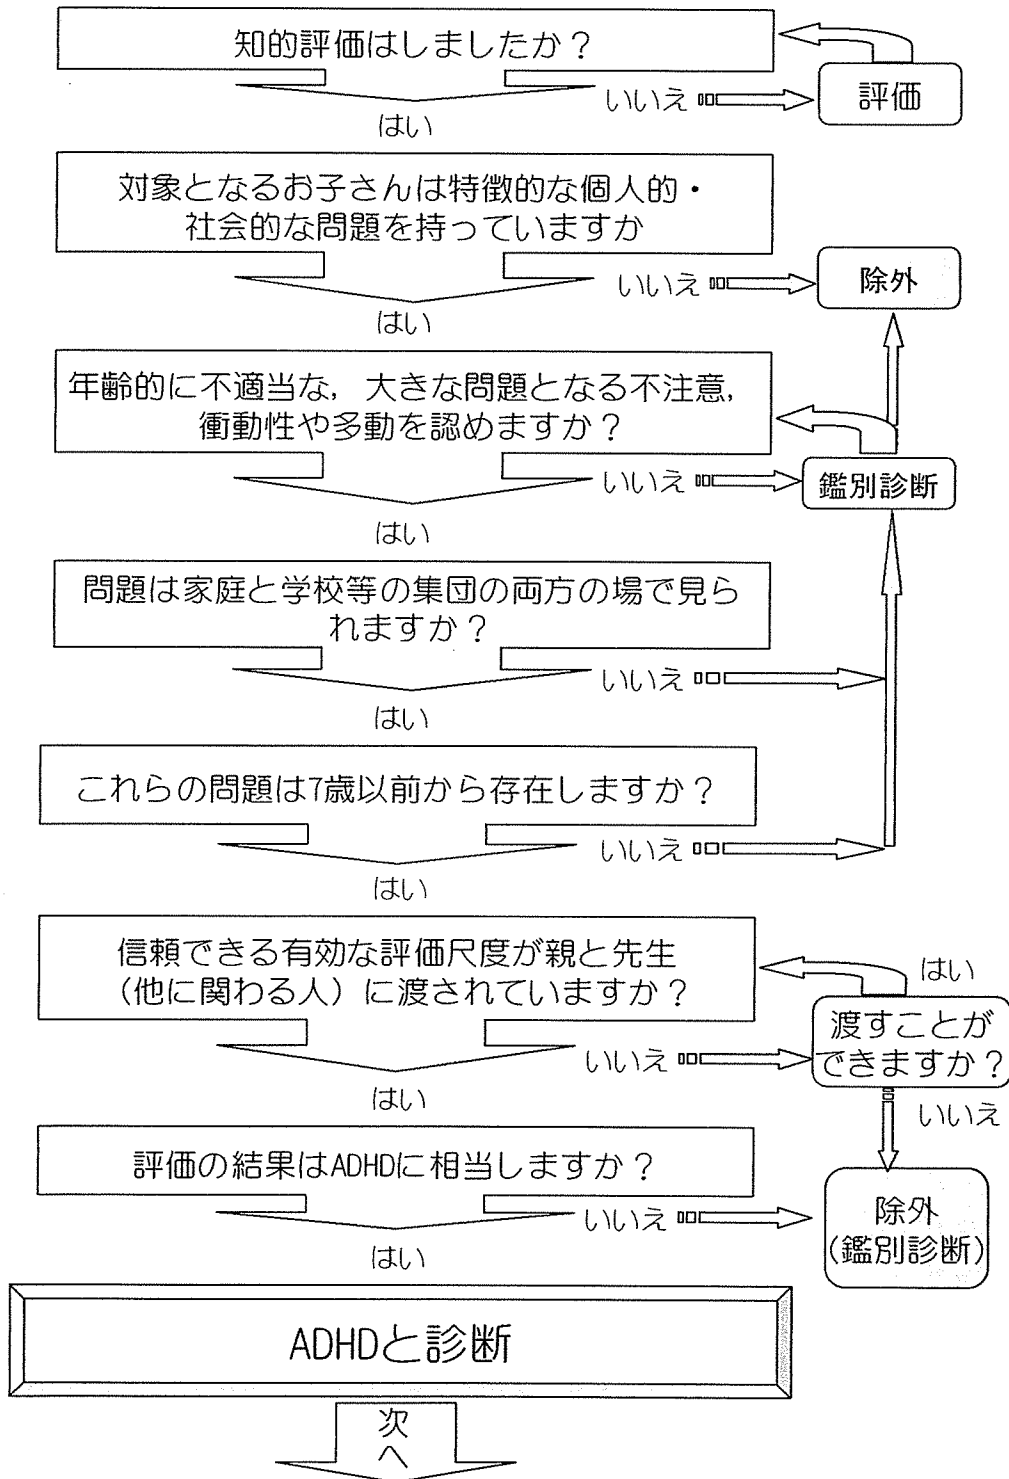 知的評価はしましたか？
いいえ
評価
はい
対象となるお子さんは特徴的な個人的・
社会的な問題を持っていますか
いいえ
除外
はい
年齢的に不適当な，大きな問題となる不注意，
衝動性や多動を認めますか？
いいえ
鑑別診断
はい
問題は家庭と学校等の集団の両方の場で見ら
れますか？
いいえ
はい
これらの問題は7歳以前から存在しますか？
いいえ
はい
信頼できる有効な評価尺度が親と先生
（他に関わる人）に渡されていますか？
はい
渡すことが
できますか？
いいえ
はい
いいえ
評価の結果はADHDに相当しますか？
いいえ
除外
(鑑別診断)
はい
ADHDと診断
次
へ